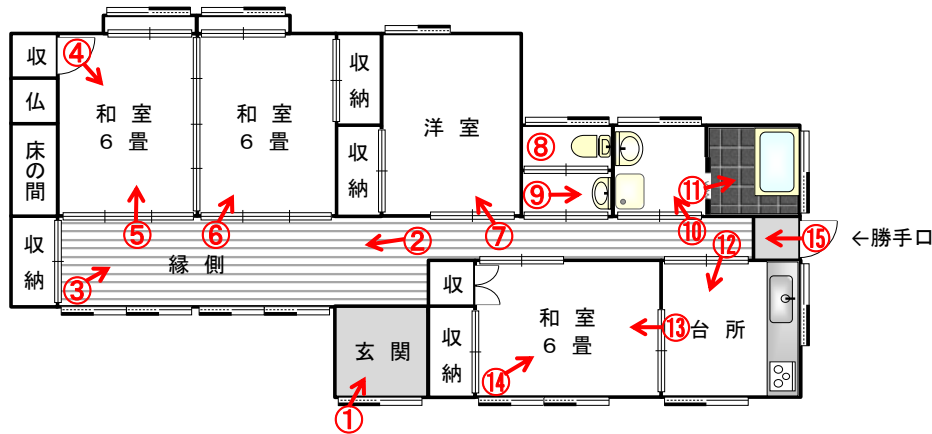 収
④
仏
床の間
和室
６畳
⑤
和室
６畳
⑥
収納
収納
洋室
⑦
⑧
⑨
⑩
⑪
収納
③
縁側
②
⑫
⑮
←勝手口
玄関
①
収
収納
和室
６畳
⑭
⑬
台所